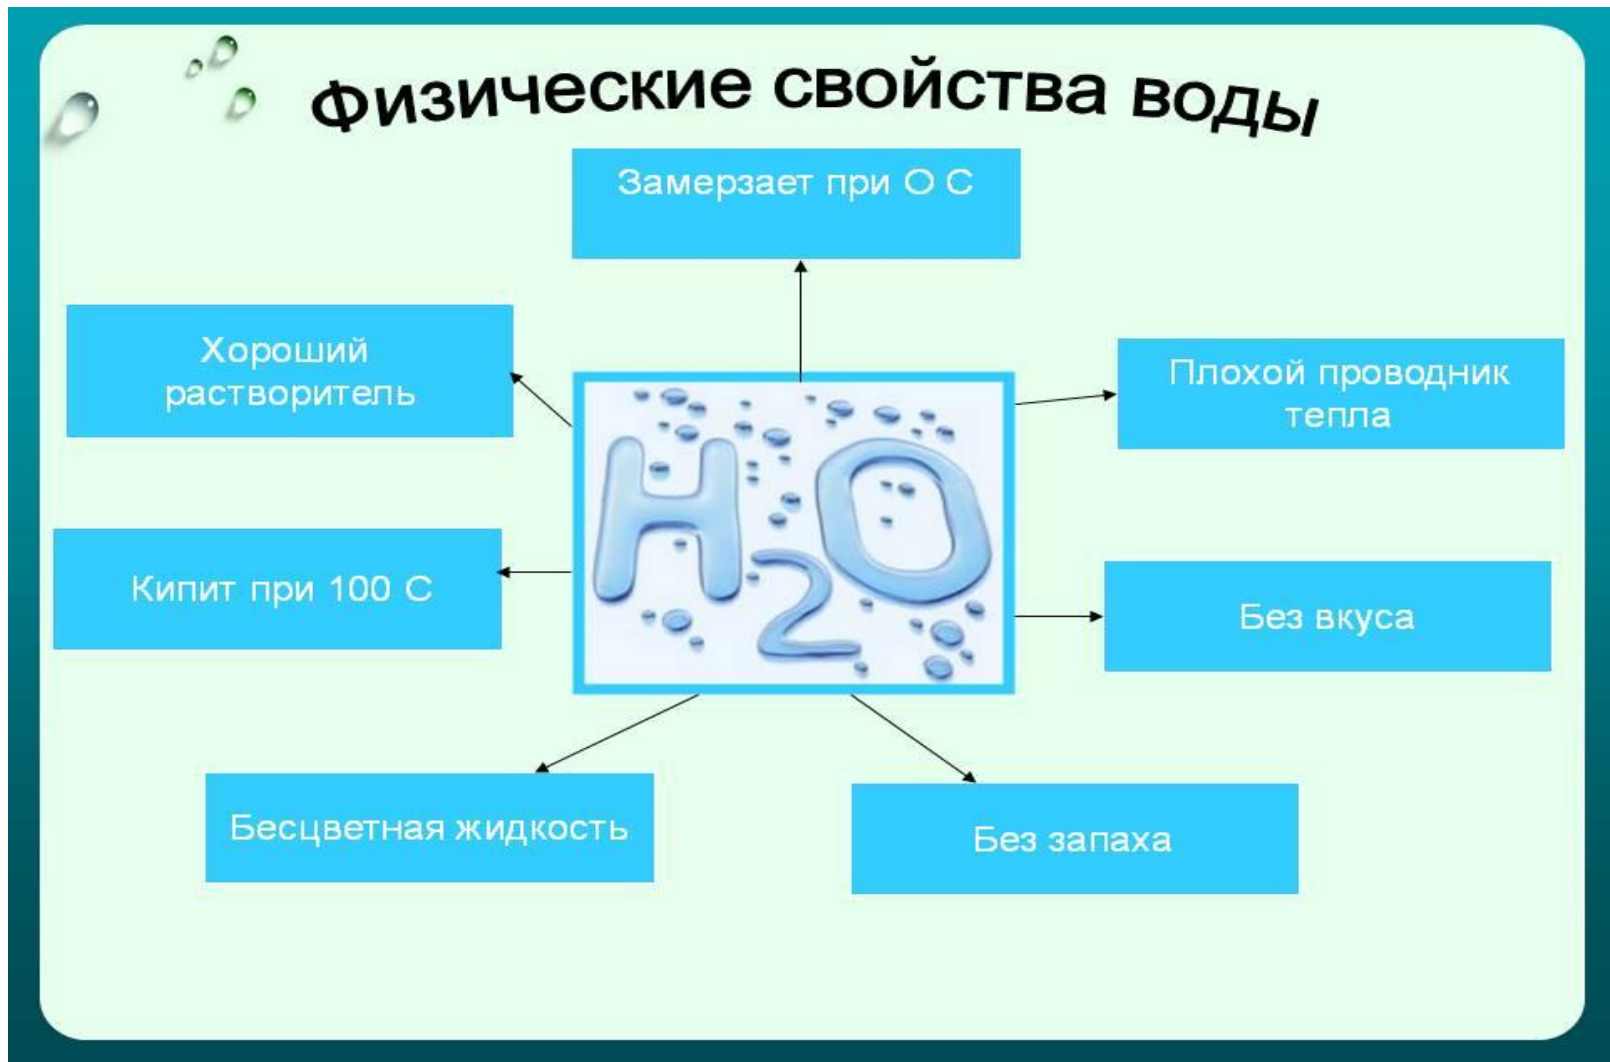 Физические свойства воды
Замерзает при О С
Хороший
растворитель
Плохой проводник
тепла
H2O
Кипит при 100 С
Без вкуса
Бесцветная жидкость
Без запаха